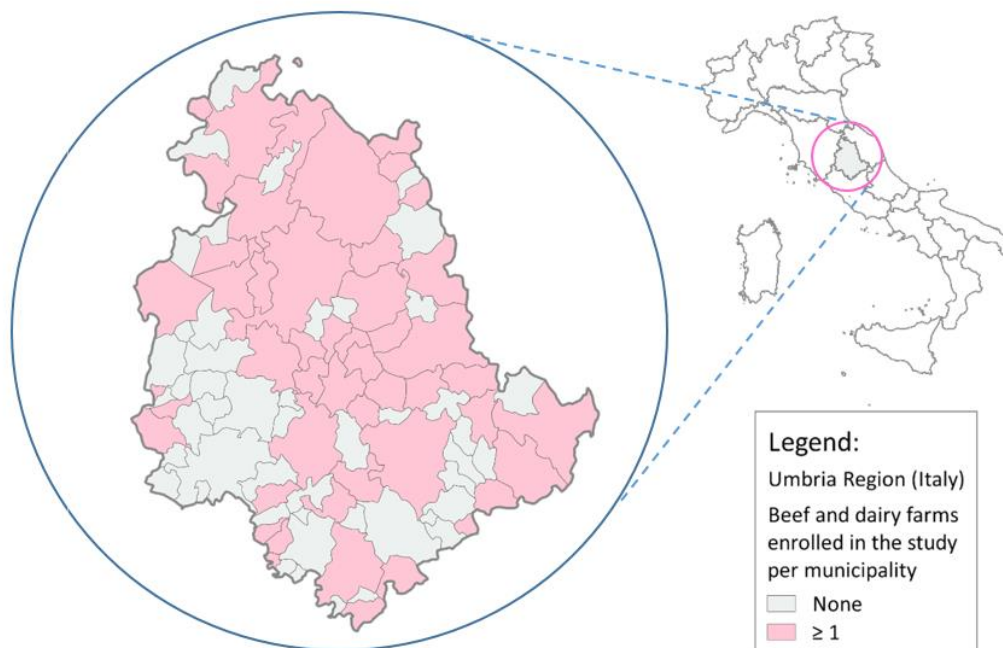 Legend:
Umbria Region (Italy)
Beef and dairy farms
enrolled in the study
per municipality
None
≥ 1